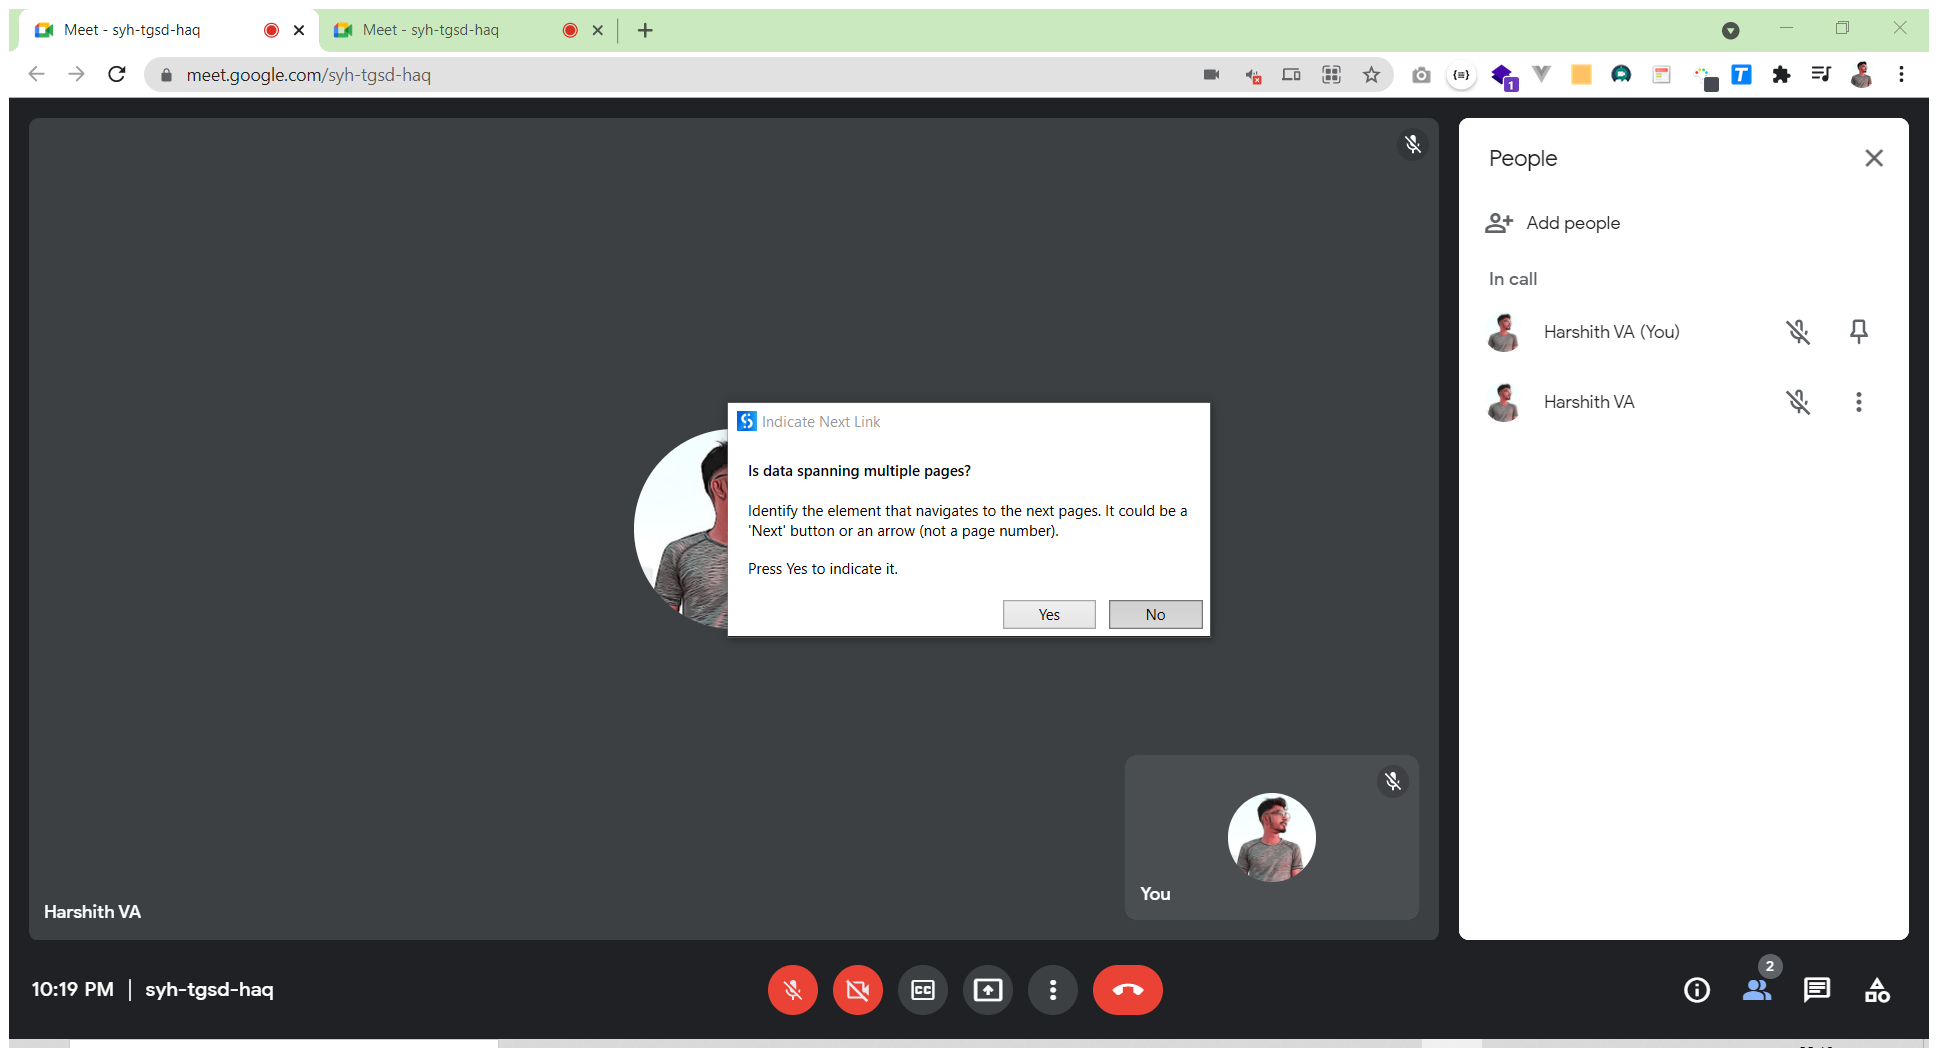 Meet - syh-tgsd-haq
Meet - syh-tgsd-haq
meet.google.com/syh-tgsd-haq
1
People
Add people
In call
Harshith VA (You)
Harshith VA
Indicate Next Link
Is data spanning multiple pages?
Identify the element that navigates to the next pages. It could be a
'Next' button or an arrow (not a page number).
Press Yes to indicate it.
Yes
No
You
Harshith VA
10:19 PM | syh-tgsd-haq
CC
2